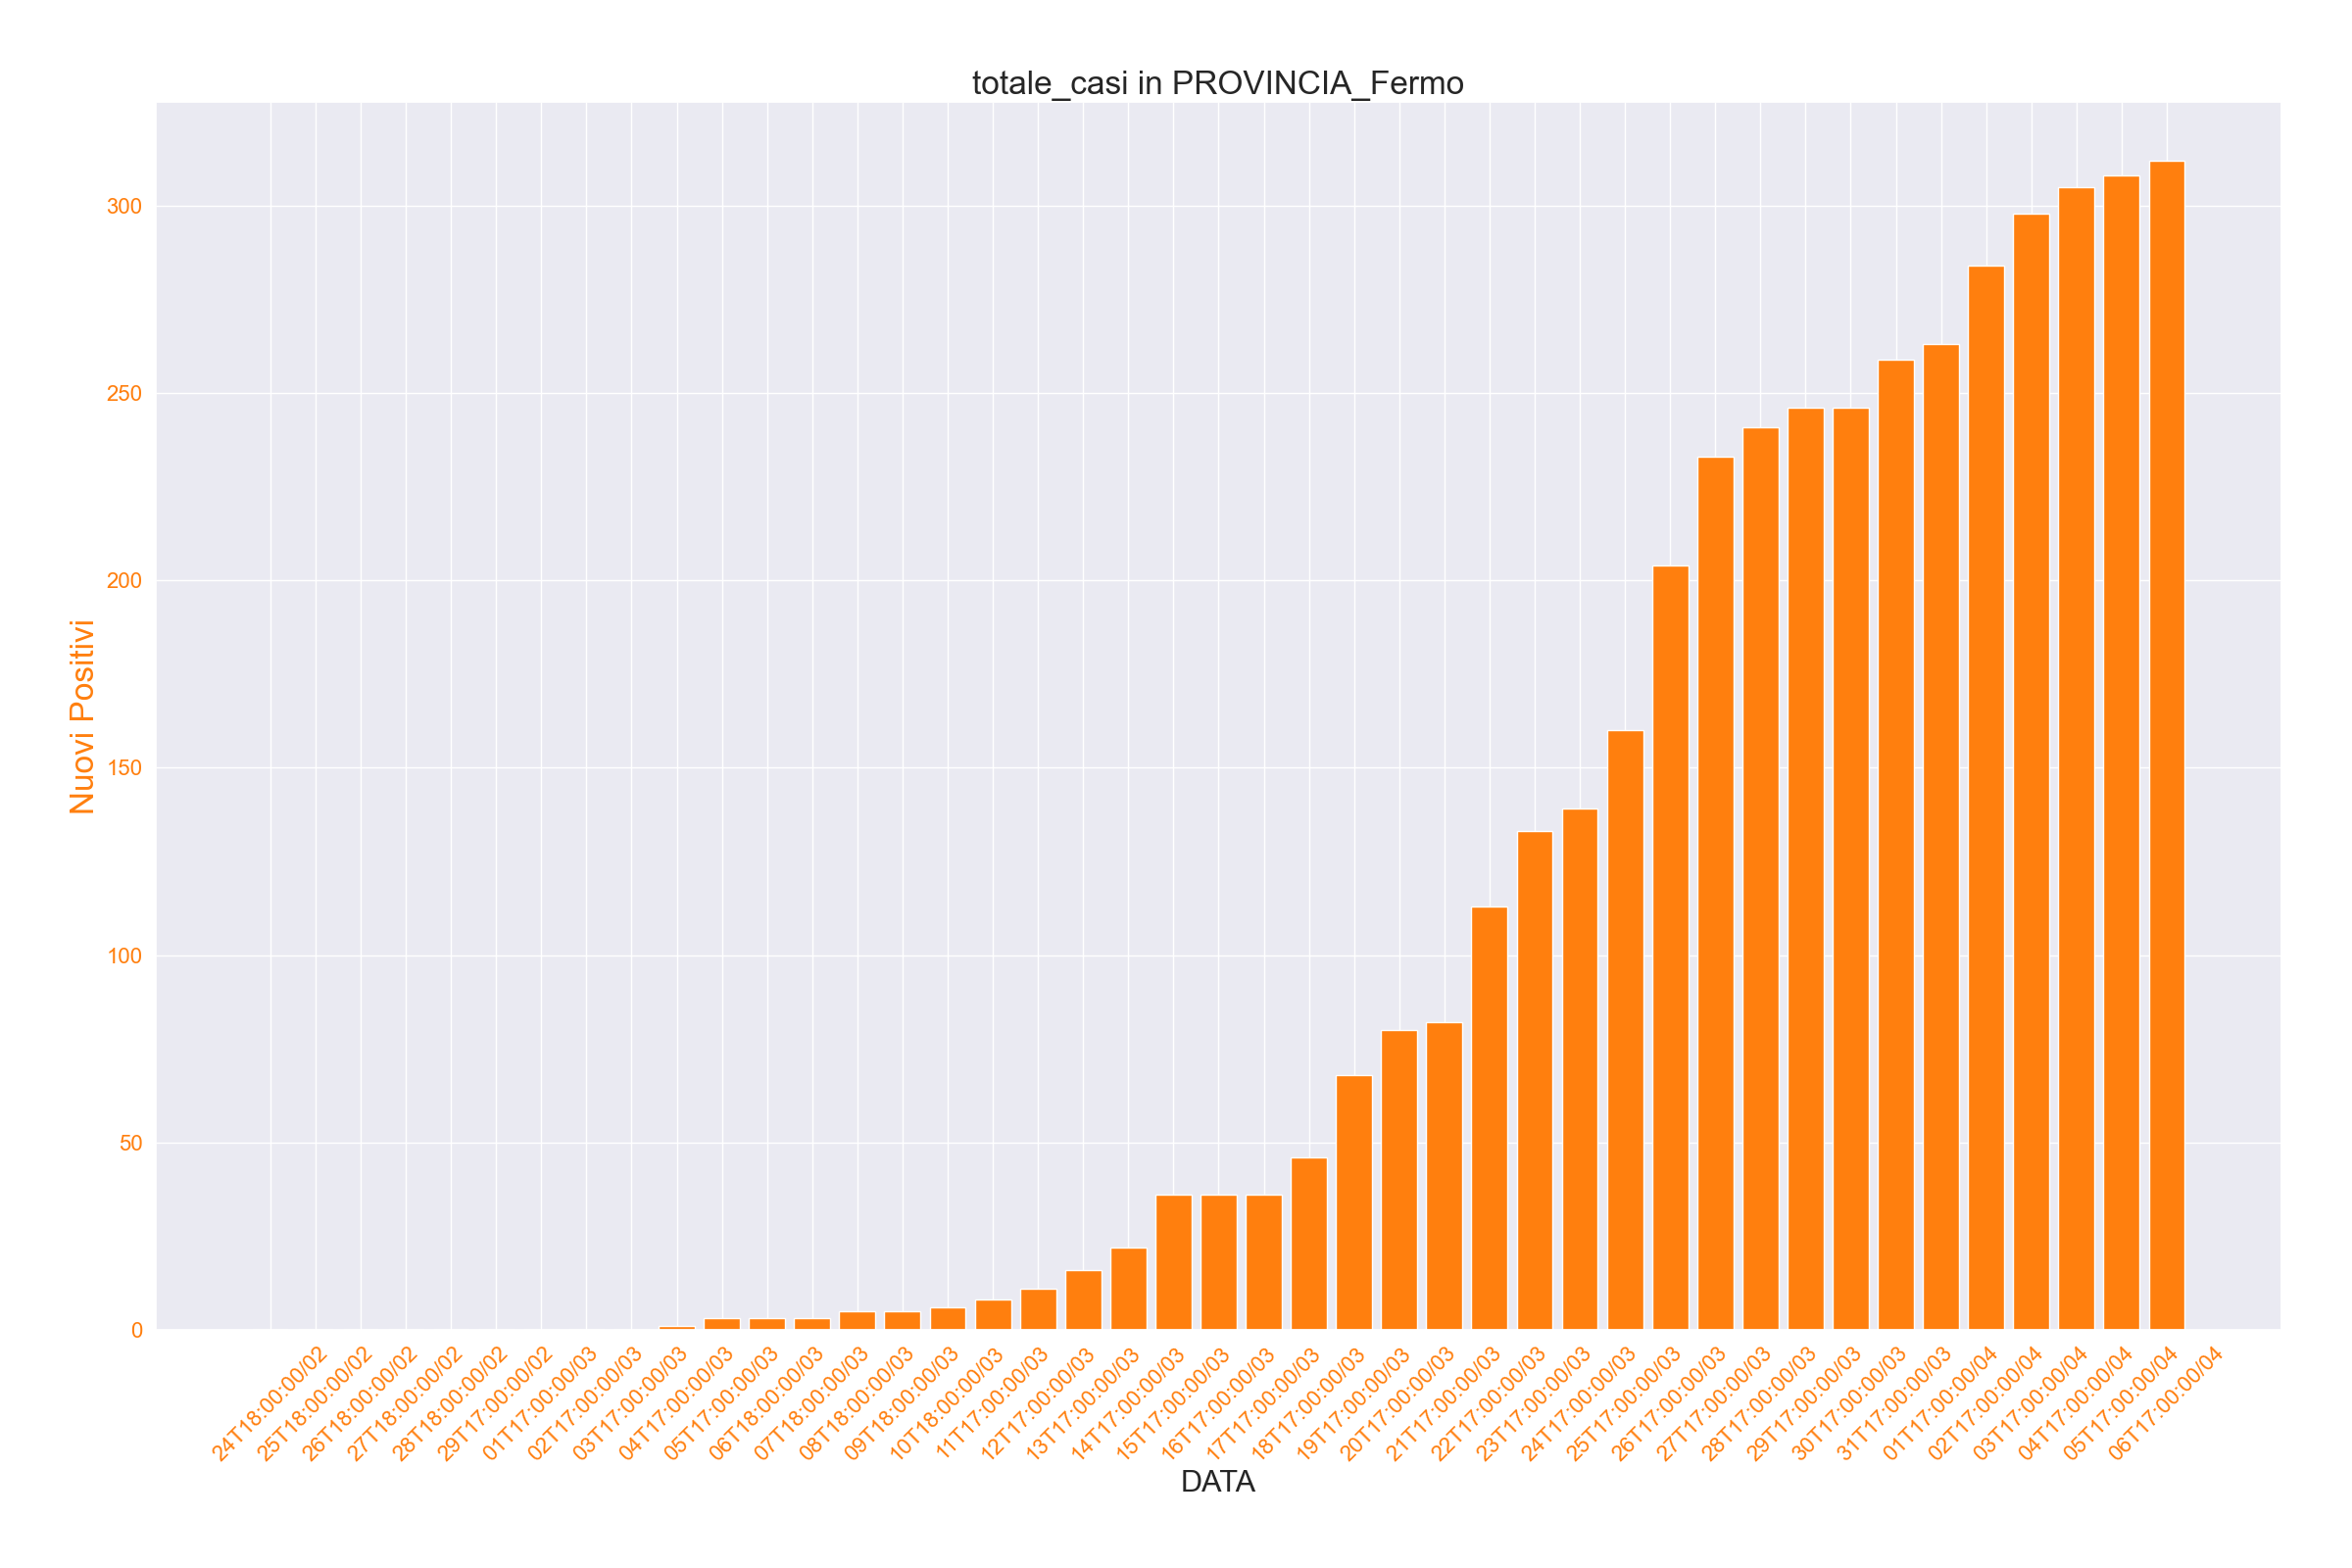 totale_casi in PROVINCIA_Fermo
300
250
200
150
100
50
0
Nuovi Positivi
24T18:00:00/02
25T18:00:00/02
26T18:00:00/02
27T18:00:00/02
28T18:00:00/02
29T17:00:00/02
01T17:00:00/03
02T17:00:00/03
03T17:00:00/03
04T17:00:00/03
05T17:00:00/03
06T18:00:00/03
07T18:00:00/03
08T18:00:00/03
09T18:00:00/03
10T18:00:00/03
11T17:00:00/03
12T17:00:00/03
13T17:00:00/03
14T17:00:00/03
15T17:00:00/03
16T17:00:00/03
17T17:00:00/03
18T17:00:00/03
19T17:00:00/03
20T17:00:00/03
21T17:00:00/03
22T17:00:00/03
23T17:00:00/03
24T17:00:00/03
25T17:00:00/03
26T17:00:00/03
27T17:00:00/03
28T17:00:00/03
29T17:00:00/03
30T17:00:00/03
31T17:00:00/03
01T17:00:00/04
02T17:00:00/04
03T17:00:00/04
04T17:00:00/04
05T17:00:00/04
06T17:00:00/04
DATA